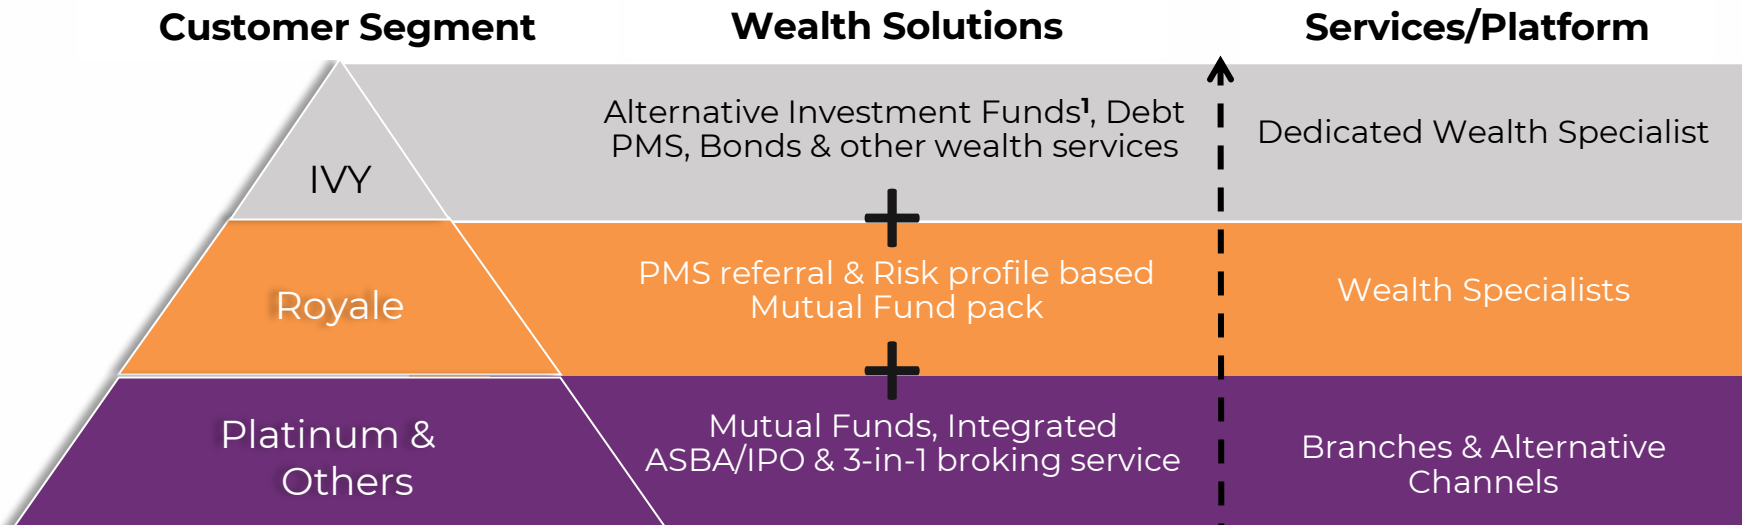 Customer Segment
Wealth Solutions
Services/Platform
IVY
Alternative Investment Funds¹, Debt
PMS, Bonds & other wealth services
Dedicated Wealth Specialist
Royale
PMS referral & Risk profile based
Mutual Fund pack
Wealth Specialists
Platinum &
Others
Mutual Funds, Integrated
ASBA/IPO & 3-in-1 broking service
Branches & Alternative
Channels